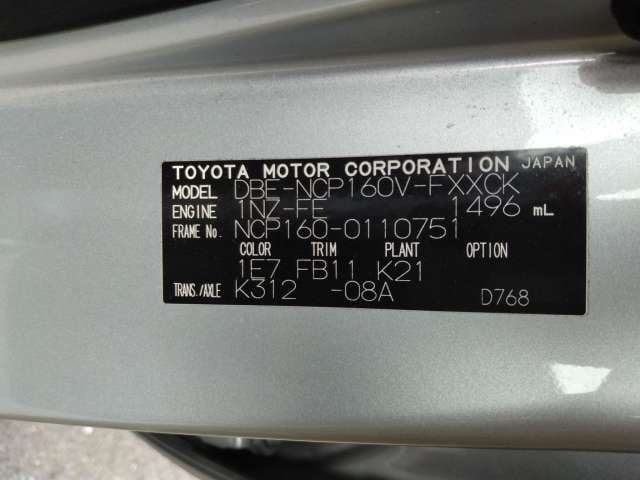 TOYOTA MOTOR CORPORATION JAPAN
MODEL DBE-NCP160V-FXXCK
ENGINE 1NZ-FE 1496 mL
FRAME No. NCP160-0110751
COLOR TRIM PLANT OPTION
1E7 FB11 K21
TRANS./AXLE K312 -08A D768